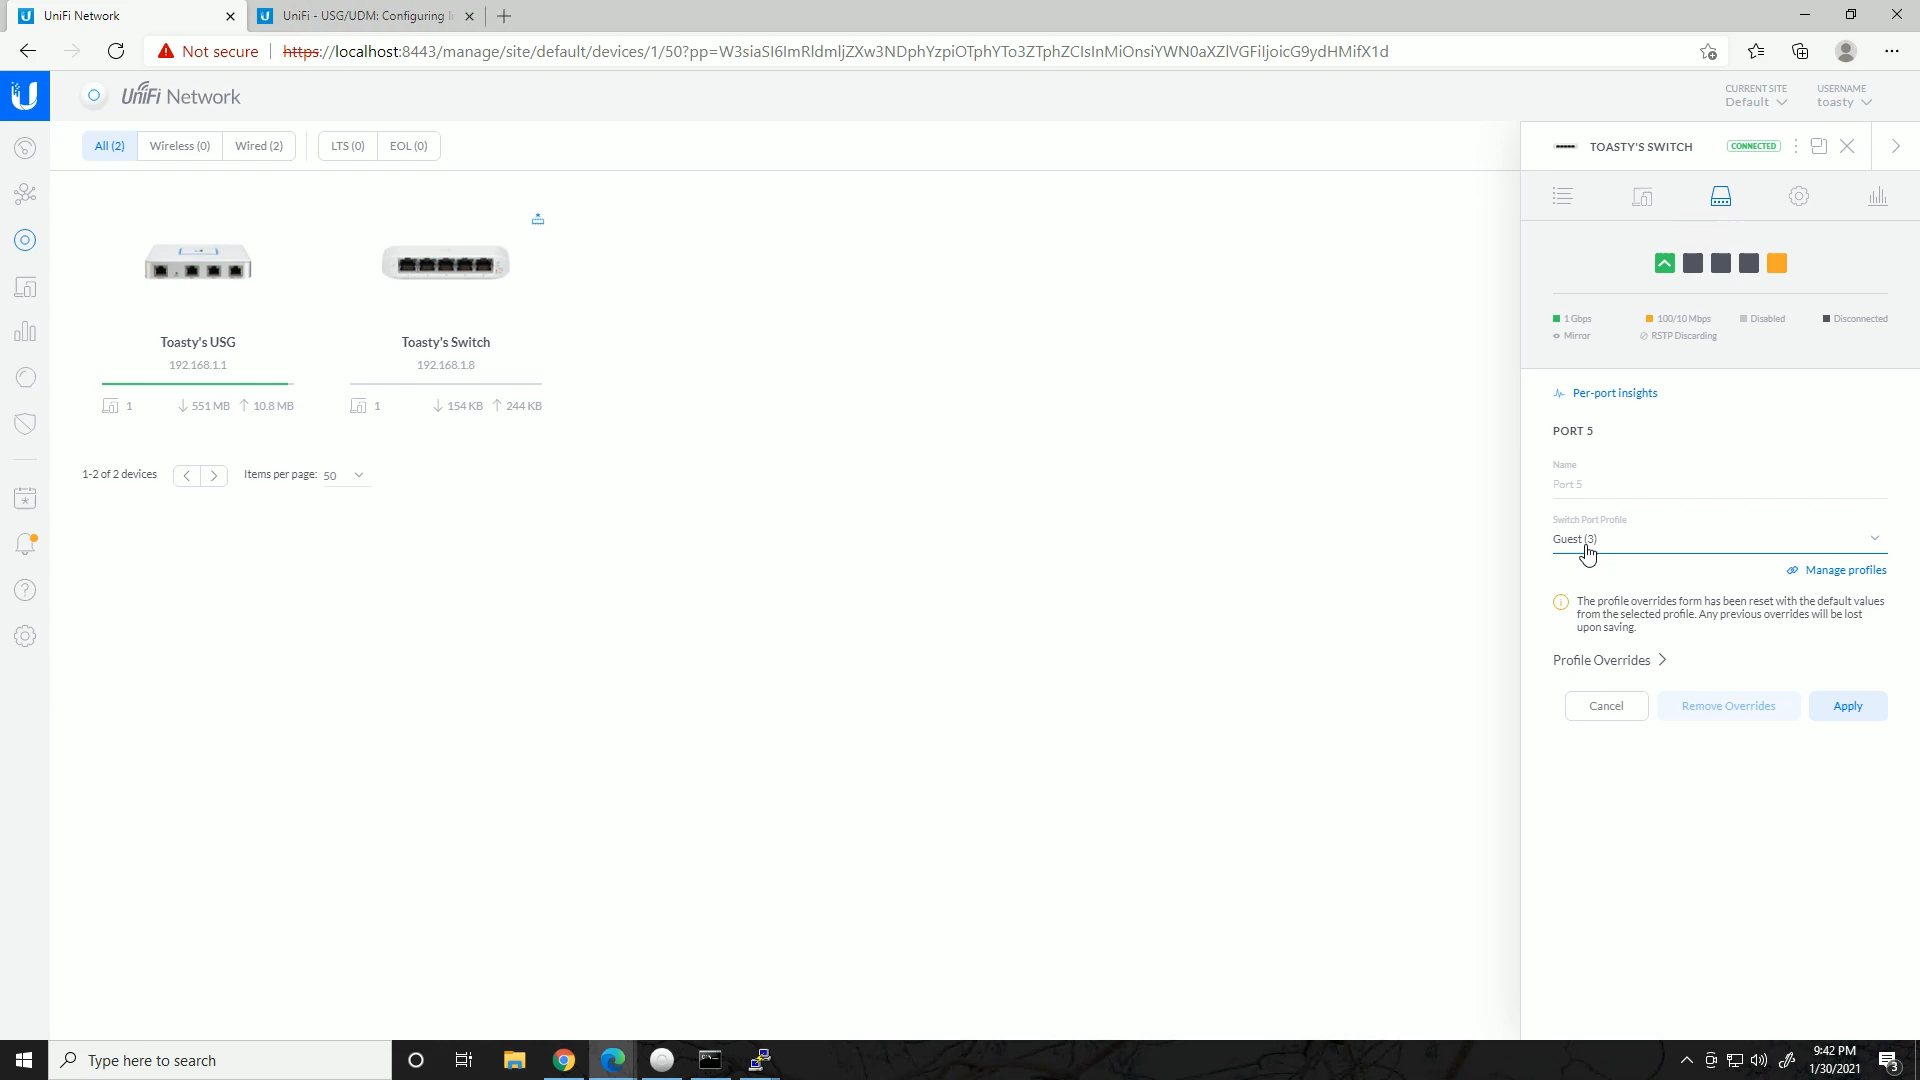 UniFi Network
UniFi - USG/UDM: Configuring I
Not secure
https://localhost:8443/manage/site/default/devices/1/50?pp=W3siaSI6ImRldmljZXw3NDphYzpiOTphYTo3ZTphZCIsInMiOnsiYWN0aXZlVGFiIjoicG9ydHMifX1d
UniFi Network
CURRENT SITE
Default
USERNAME
toasty
All (2)
Wireless (0)
Wired (2)
LTS (0)
EOL (0)
TOASTY'S SWITCH
CONNECTED
Toasty's USG
192.168.1.1
1
551 MB
10.8 MB
Toasty's Switch
192.168.1.8
1
154 KB
244 KB
1-2 of 2 devices
Items per page: 50
1 Gbps
100/10 Mbps
Disabled
Disconnected
Mirror
RSTP Discarding
Per-port insights
PORT 5
Name
Port 5
Switch Port Profile
Guest (3)
Manage profiles
The profile overrides form has been reset with the default values
from the selected profile. Any previous overrides will be lost
upon saving.
Profile Overrides
Cancel
Remove Overrides
Apply
Type here to search
9:42 PM
1/30/2021
3